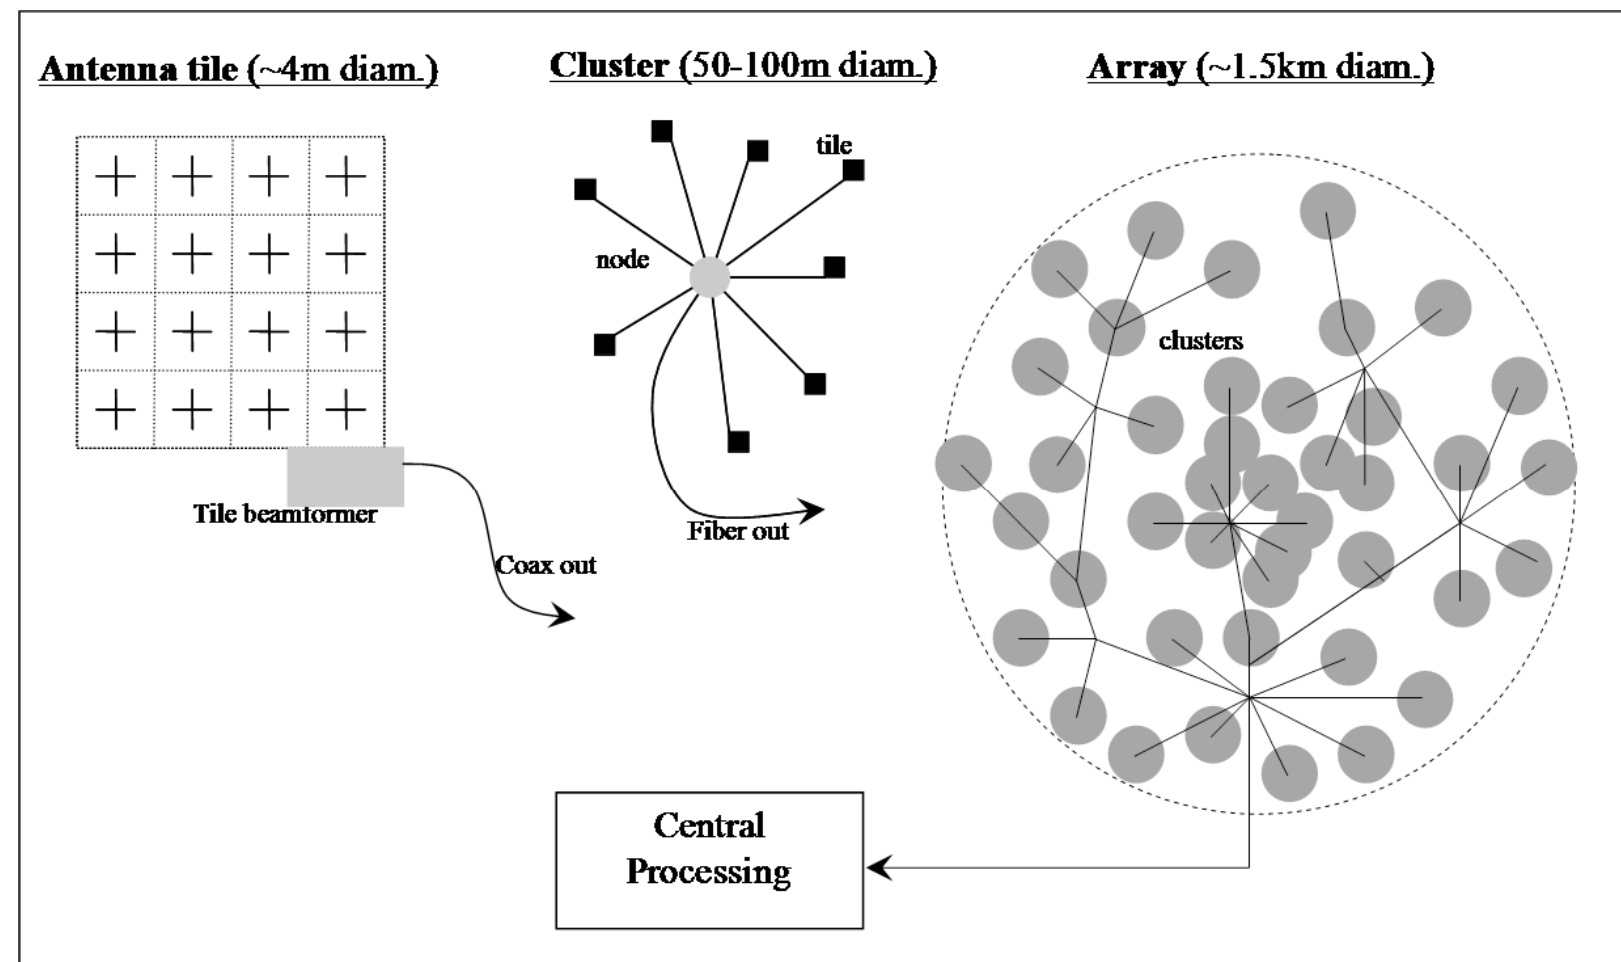 Antenna tile (~4m diam.)
Cluster (50-100m diam.)
Array (~1.5km diam.)
tile
node
clusters
Tile beamformer
Fiber out
Coax out
Central
Processing